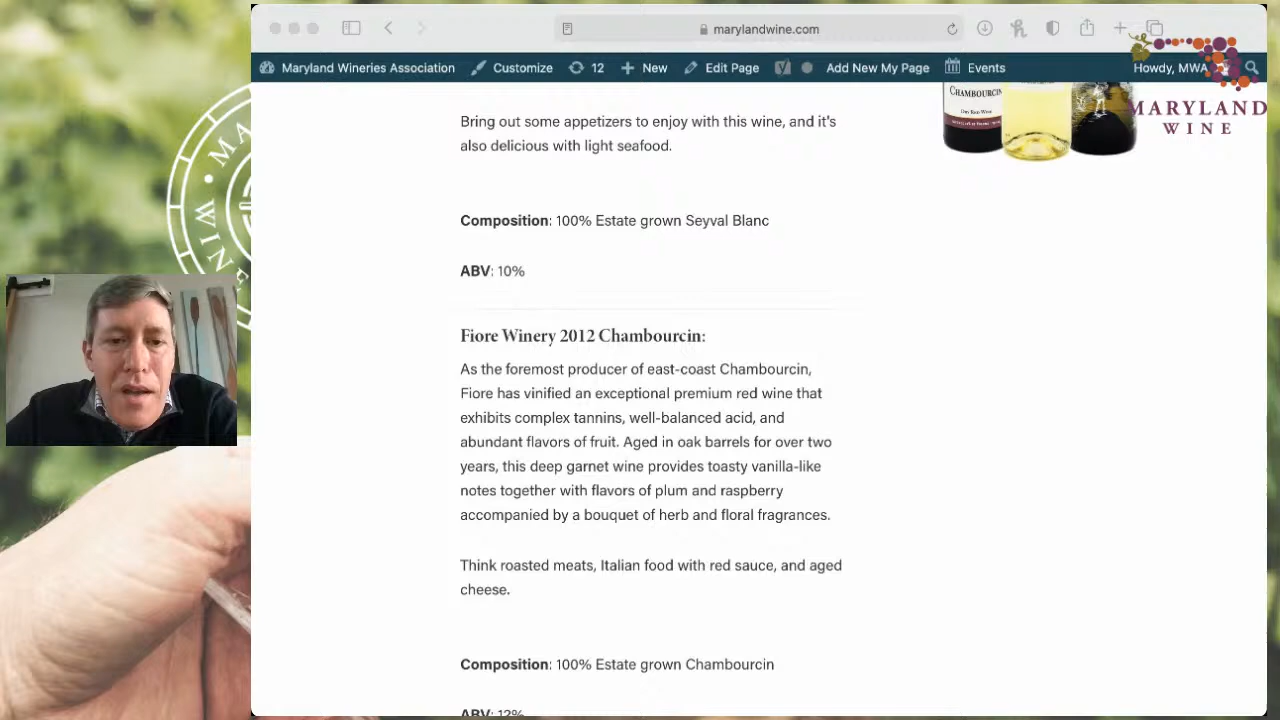 marylandwine.com
Maryland Wineries Association Customize 12 New Edit Page Add New My Page Events Howdy, MWA
MARYLAND
WINE
CHAMBOURCIN
Bring out some appetizers to enjoy with this wine, and it's
also delicious with light seafood.
Composition: 100% Estate grown Seyval Blanc
ABV: 10%
Fiore Winery 2012 Chambourcin:
As the foremost producer of east-coast Chambourcin,
Fiore has vinified an exceptional premium red wine that
exhibits complex tannins, well-balanced acid, and
abundant flavors of fruit. Aged in oak barrels for over two
years, this deep garnet wine provides toasty vanilla-like
notes together with flavors of plum and raspberry
accompanied by a bouquet of herb and floral fragrances.
Think roasted meats, Italian food with red sauce, and aged
cheese.
Composition: 100% Estate grown Chambourcin
ABV: 12%